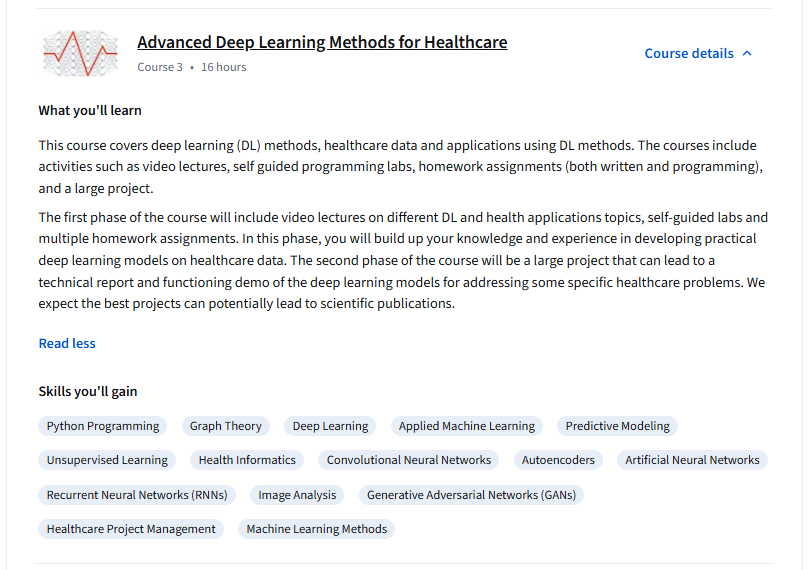 Advanced Deep Learning Methods for Healthcare
Course 3 • 16 hours
Course details
What you'll learn
This course covers deep learning (DL) methods, healthcare data and applications using DL methods. The courses include
activities such as video lectures, self guided programming labs, homework assignments (both written and programming),
and a large project.
The first phase of the course will include video lectures on different DL and health applications topics, self-guided labs and
multiple homework assignments. In this phase, you will build up your knowledge and experience in developing practical
deep learning models on healthcare data. The second phase of the course will be a large project that can lead to a
technical report and functioning demo of the deep learning models for addressing some specific healthcare problems. We
expect the best projects can potentially lead to scientific publications.
Read less
Skills you'll gain
Python Programming Graph Theory Deep Learning Applied Machine Learning Predictive Modeling
Unsupervised Learning Health Informatics Convolutional Neural Networks Autoencoders Artificial Neural Networks
Recurrent Neural Networks (RNNs) Image Analysis Generative Adversarial Networks (GANs)
Healthcare Project Management Machine Learning Methods